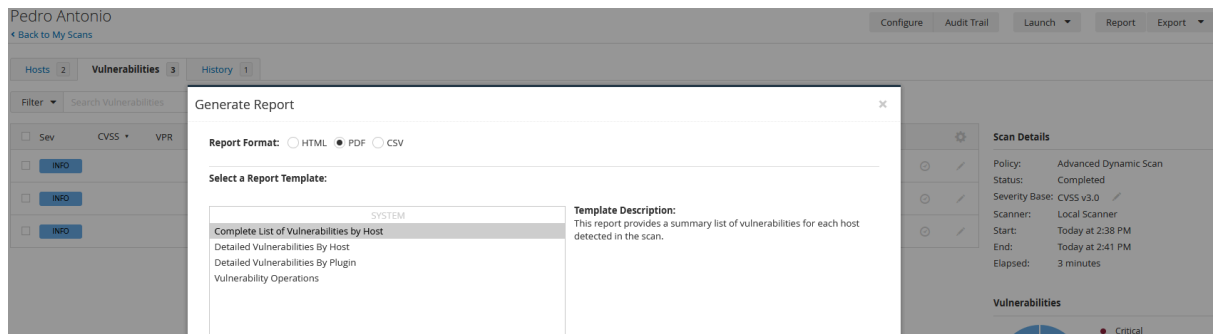 Pedro Antonio
Back to My Scans
Configure Audit Trail Launch Report Export
Hosts 2 Vulnerabilities 3 History 1
Filter Search Vulnerabilities
Generate Report
Sev CVSS VPR
Report Format: HTML PDF CSV
INFO
INFO
INFO
Select a Report Template:
SYSTEM
Complete List of Vulnerabilities by Host
Detailed Vulnerabilities By Host
Detailed Vulnerabilities By Plugin
Vulnerability Operations
Template Description:
This report provides a summary list of vulnerabilities for each host
detected in the scan.
Scan Details
Policy: Advanced Dynamic Scan
Status: Completed
Severity Base: CVSS v3.0
Scanner: Local Scanner
Start: Today at 2:38 PM
End: Today at 2:41 PM
Elapsed: 3 minutes
Vulnerabilities
Critical